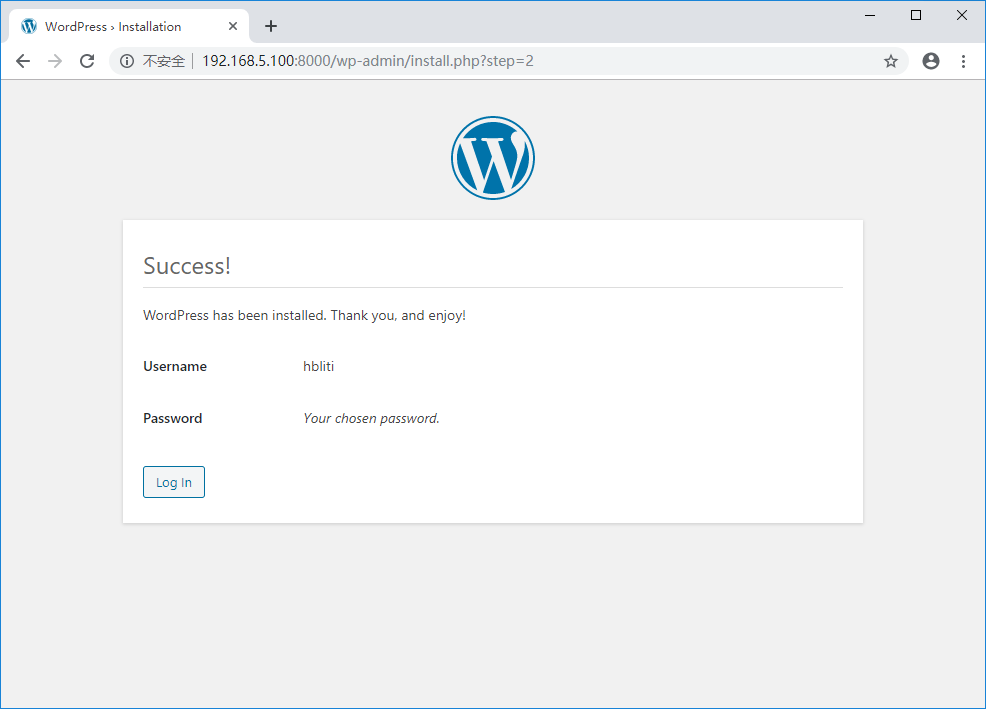 WordPress › Installation
不安全 192.168.5.100:8000/wp-admin/install.php?step=2
Success!
WordPress has been installed. Thank you, and enjoy!
Username hbliti
Password Your chosen password.
Log In